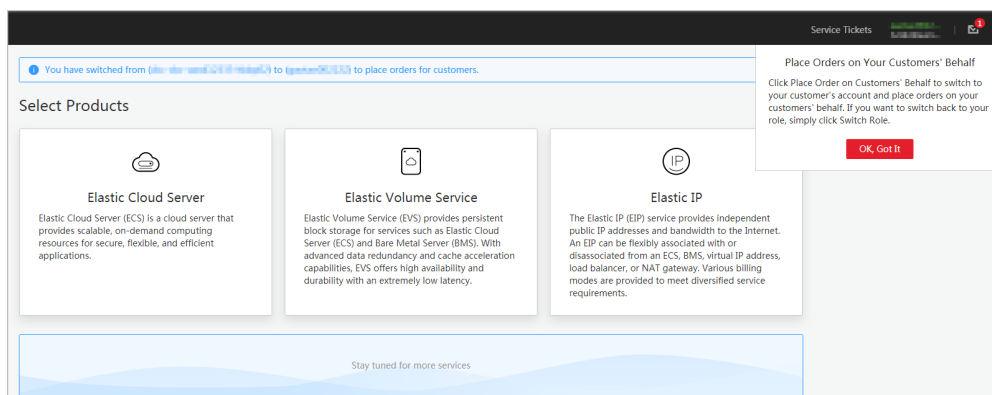 Service Tickets
1
You have switched from ( to ( to place orders for customers.
Place Orders on Your Customers' Behalf
Click Place Order on Customers' Behalf to switch to
your customer's account and place orders on your
customers' behalf. If you want to switch back to your
role, simply click Switch Role.
OK, Got It
Select Products
Elastic Cloud Server
Elastic Cloud Server (ECS) is a cloud server that
provides scalable, on-demand computing
resources for secure, flexible, and efficient
applications.
Elastic Volume Service
Elastic Volume Service (EVS) provides persistent
block storage for services such as Elastic Cloud
Server (ECS) and Bare Metal Server (BMS). With
advanced data redundancy and cache acceleration
capabilities, EVS offers high availability and
durability with an extremely low latency.
IP
Elastic IP
The Elastic IP (EIP) service provides independent
public IP addresses and bandwidth to the Internet.
An EIP can be flexibly associated with or
disassociated from an ECS, BMS, virtual IP address,
load balancer, or NAT gateway. Various billing
modes are provided to meet diversified service
requirements.
Stay tuned for more services